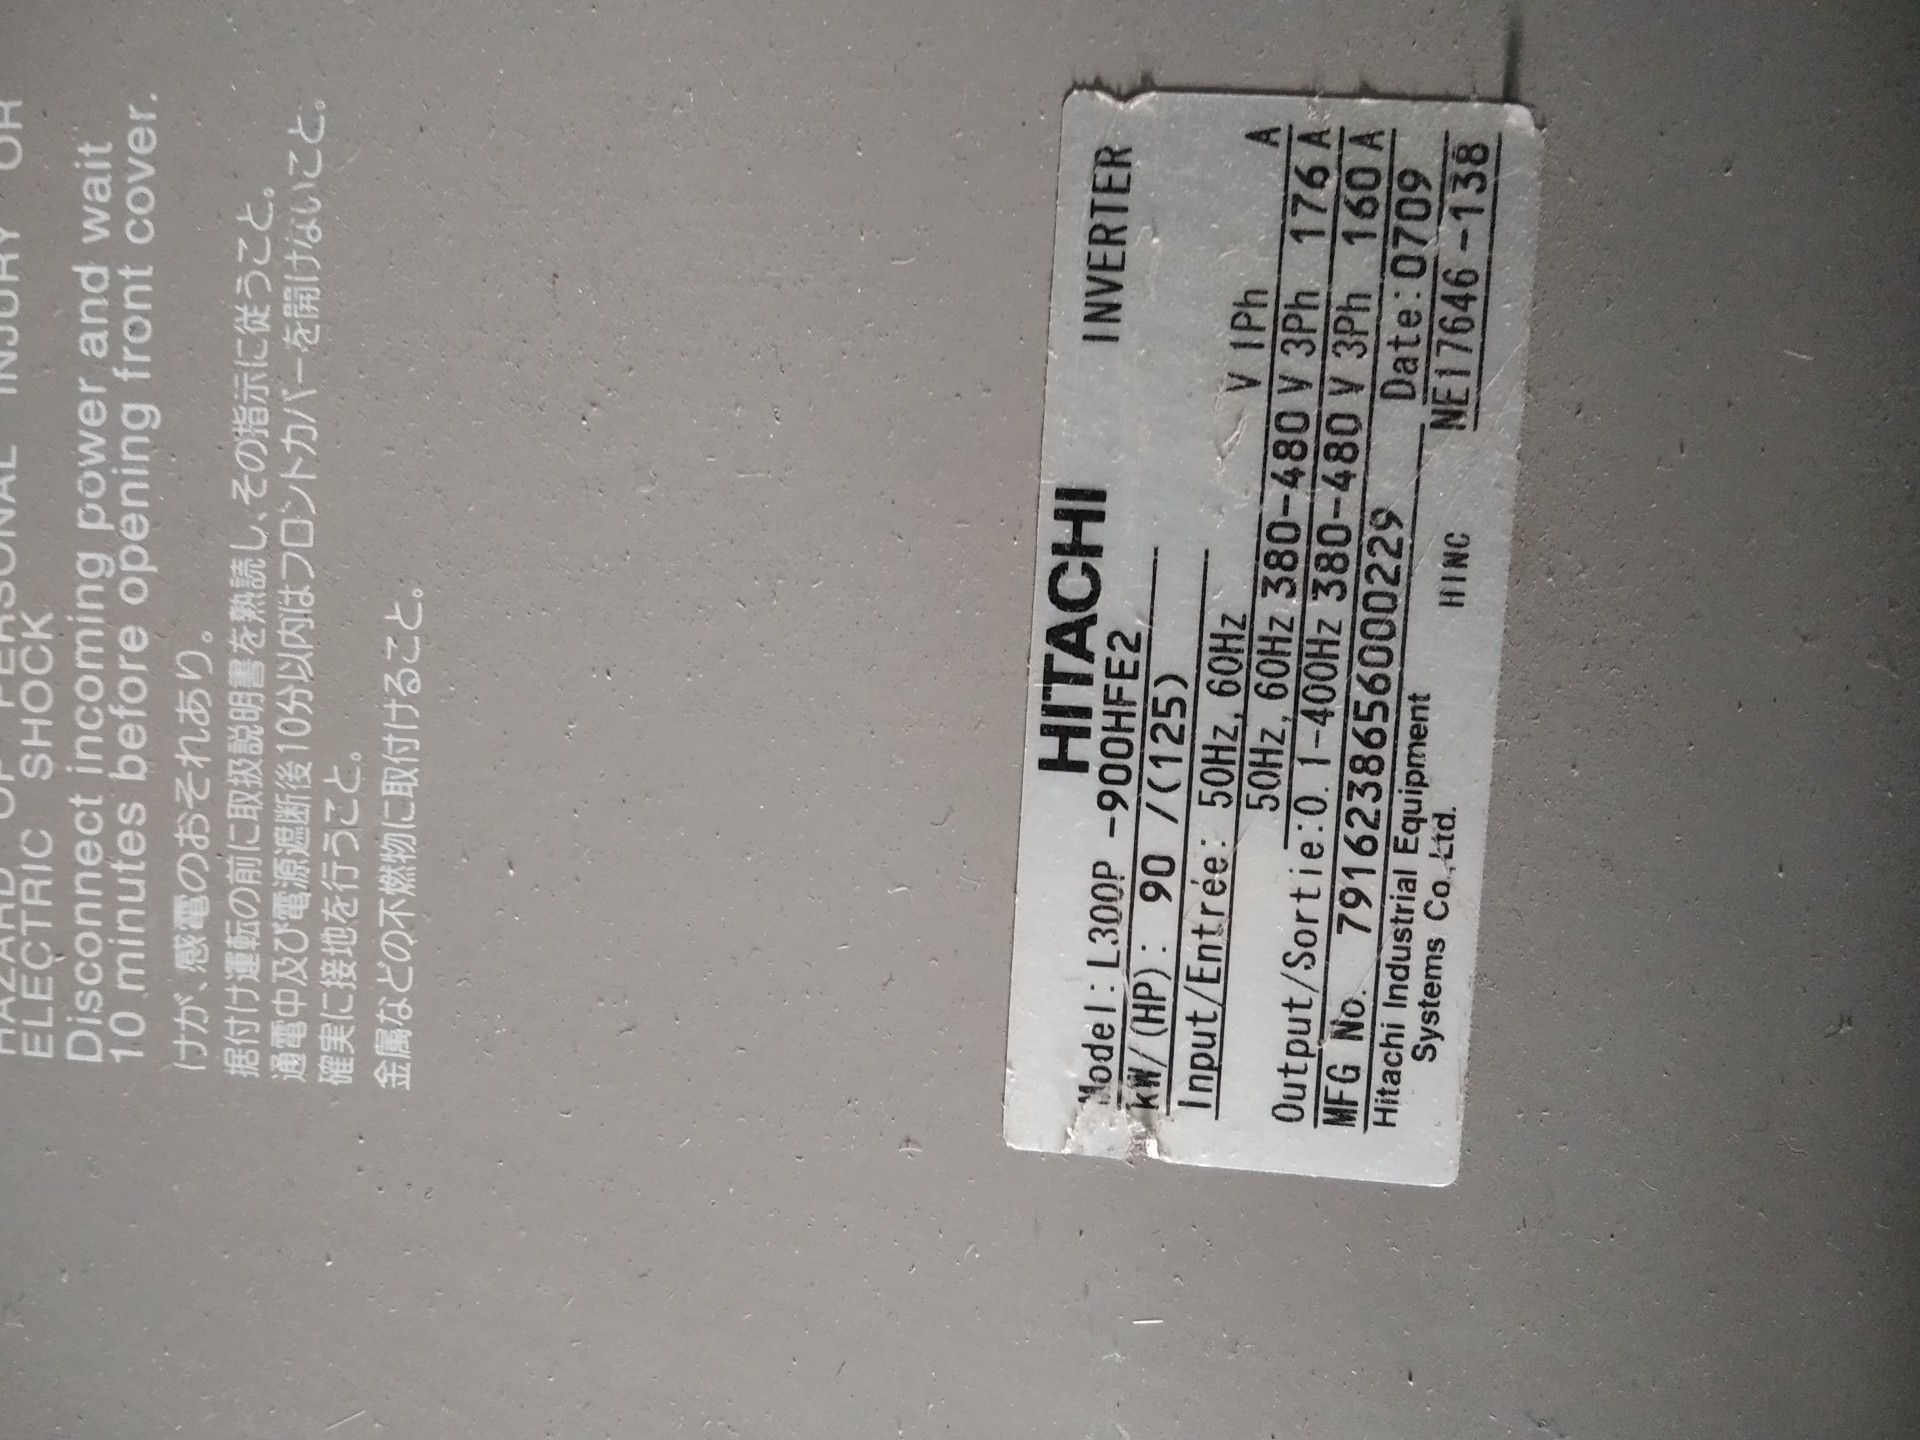 ELECTRIC SHOCK
Disconnect incoming power and wait
10 minutes before opening front cover.
けが、感電のおそれあり。
据付け運転の前に取扱説明書を熟読し、その指示に従うこと。
通電中及び電源遮断後10分以内はフロントカバーを開けないこと。
確実に接地を行うこと。
金属などの不燃物に取付けること。
HITACHI
Model: L300P -900HFE2 INVERTER
kW/(HP): 90 /(125)
Input/Entrée: 50Hz, 60Hz V 1Ph A
50Hz, 60Hz 380-480 V 3Ph 176 A
Output/Sortie:0.1-400Hz 380-480 V 3Ph 160 A
MFG No. 79162386560 00229 Date:0709
Hitachi Industrial Equipment
Systems Co.,Ltd. HINC NE17646-138